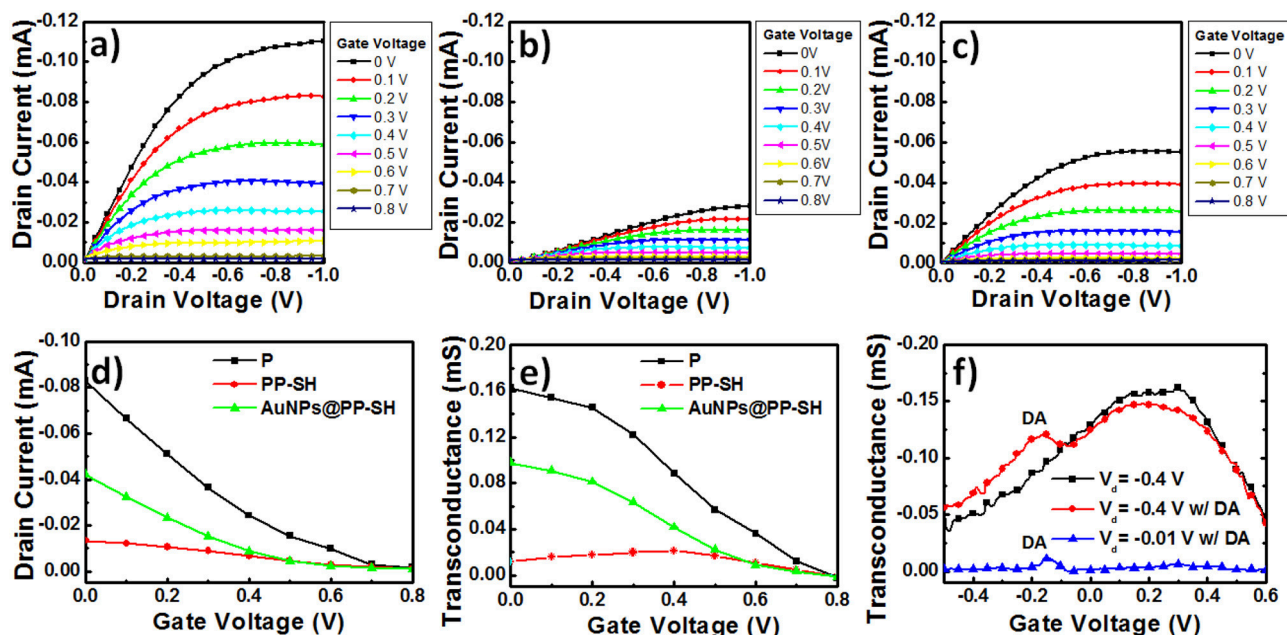 a)
Drain Current (mA)
-0.12
-0.10
-0.08
-0.06
-0.04
-0.02
0.00
0.0 -0.2 -0.4 -0.6 -0.8 -1.0
Drain Voltage (V)
Gate Voltage
0 V
0.1 V
0.2 V
0.3 V
0.4 V
0.5 V
0.6 V
0.7 V
0.8 V
b)
Drain Current (mA)
-0.12
-0.10
-0.08
-0.06
-0.04
-0.02
0.00
0.0 -0.2 -0.4 -0.6 -0.8 -1.0
Drain Voltage (V)
Gate Voltage
0V
0.1V
0.2V
0.3V
0.4V
0.5V
0.6V
0.7V
0.8V
c)
Drain Current (mA)
-0.12
-0.10
-0.08
-0.06
-0.04
-0.02
0.00
0.0 -0.2 -0.4 -0.6 -0.8 -1.0
Drain Voltage (V)
Gate Voltage
0 V
0.1 V
0.2 V
0.3 V
0.4 V
0.5 V
0.6 V
0.7 V
0.8 V
d)
Drain Current (mA)
-0.10
-0.08
-0.06
-0.04
-0.02
0.00
0.0 0.2 0.4 0.6 0.8
Gate Voltage (V)
P
PP-SH
AuNPs@PP-SH
e)
Transconductance (mS)
0.20
0.16
0.12
0.08
0.04
0.00
0.0 0.2 0.4 0.6 0.8
Gate Voltage (V)
P
PP-SH
AuNPs@PP-SH
f)
Transconductance (mS)
-0.20
-0.15
-0.10
-0.05
0.00
-0.4 -0.2 0.0 0.2 0.4 0.6
Gate Voltage (V)
DA
DA
Vd= -0.4 V
Vd= -0.4 V w/ DA
Vd= -0.01 V w/ DA